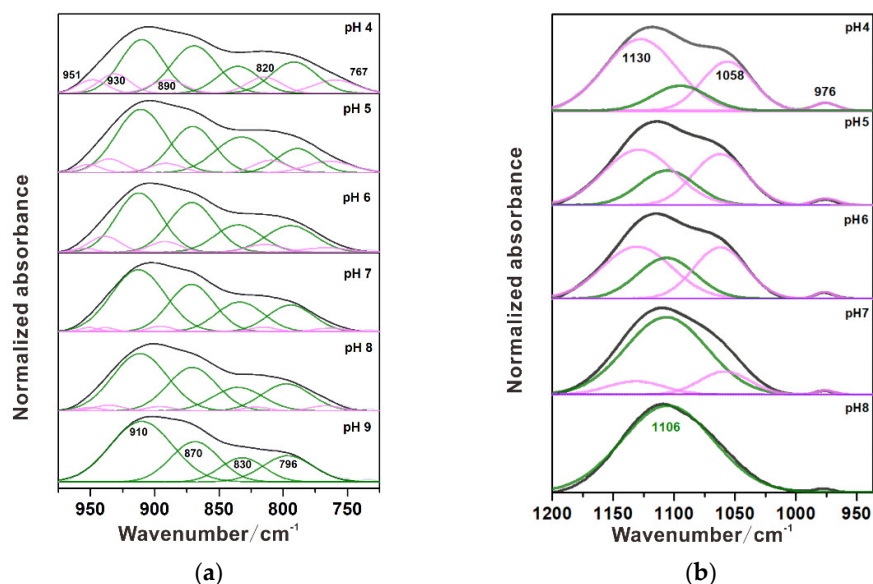 pH 4
951
930
890
820
767
pH 5
pH 6
pH 7
pH 8
pH 9
910
870
830
796
950
900
850
800
750
Wavenumber/cm-1
Normalized absorbance
(a)
pH4
1130
1058
976
pH5
pH6
pH7
pH8
1106
1200
1150
1100
1050
1000
950
Wavenumber/cm-1
Normalized absorbance
(b)